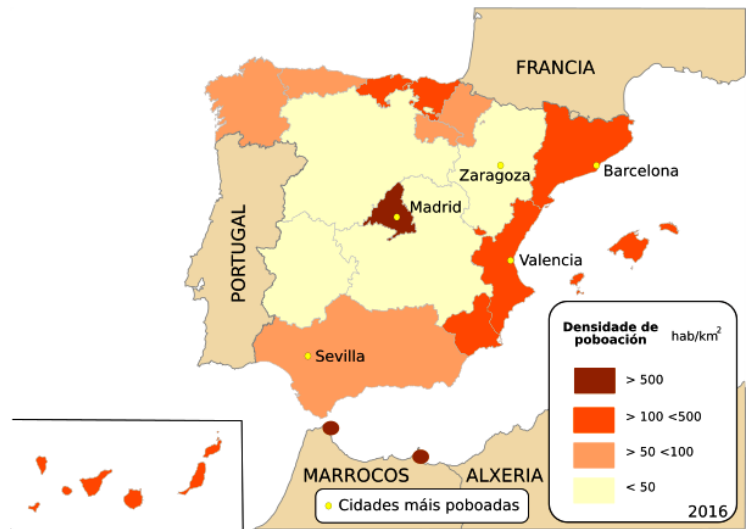 FRANCIA
Zaragoza
Barcelona
Madrid
PORTUGAL
Valencia
Sevilla
MARROCOS
ALXERIA
Cidades máis poboadas
Densidade de
poboación hab/km²
> 500
> 100 <500
> 50 <100
< 50
2016